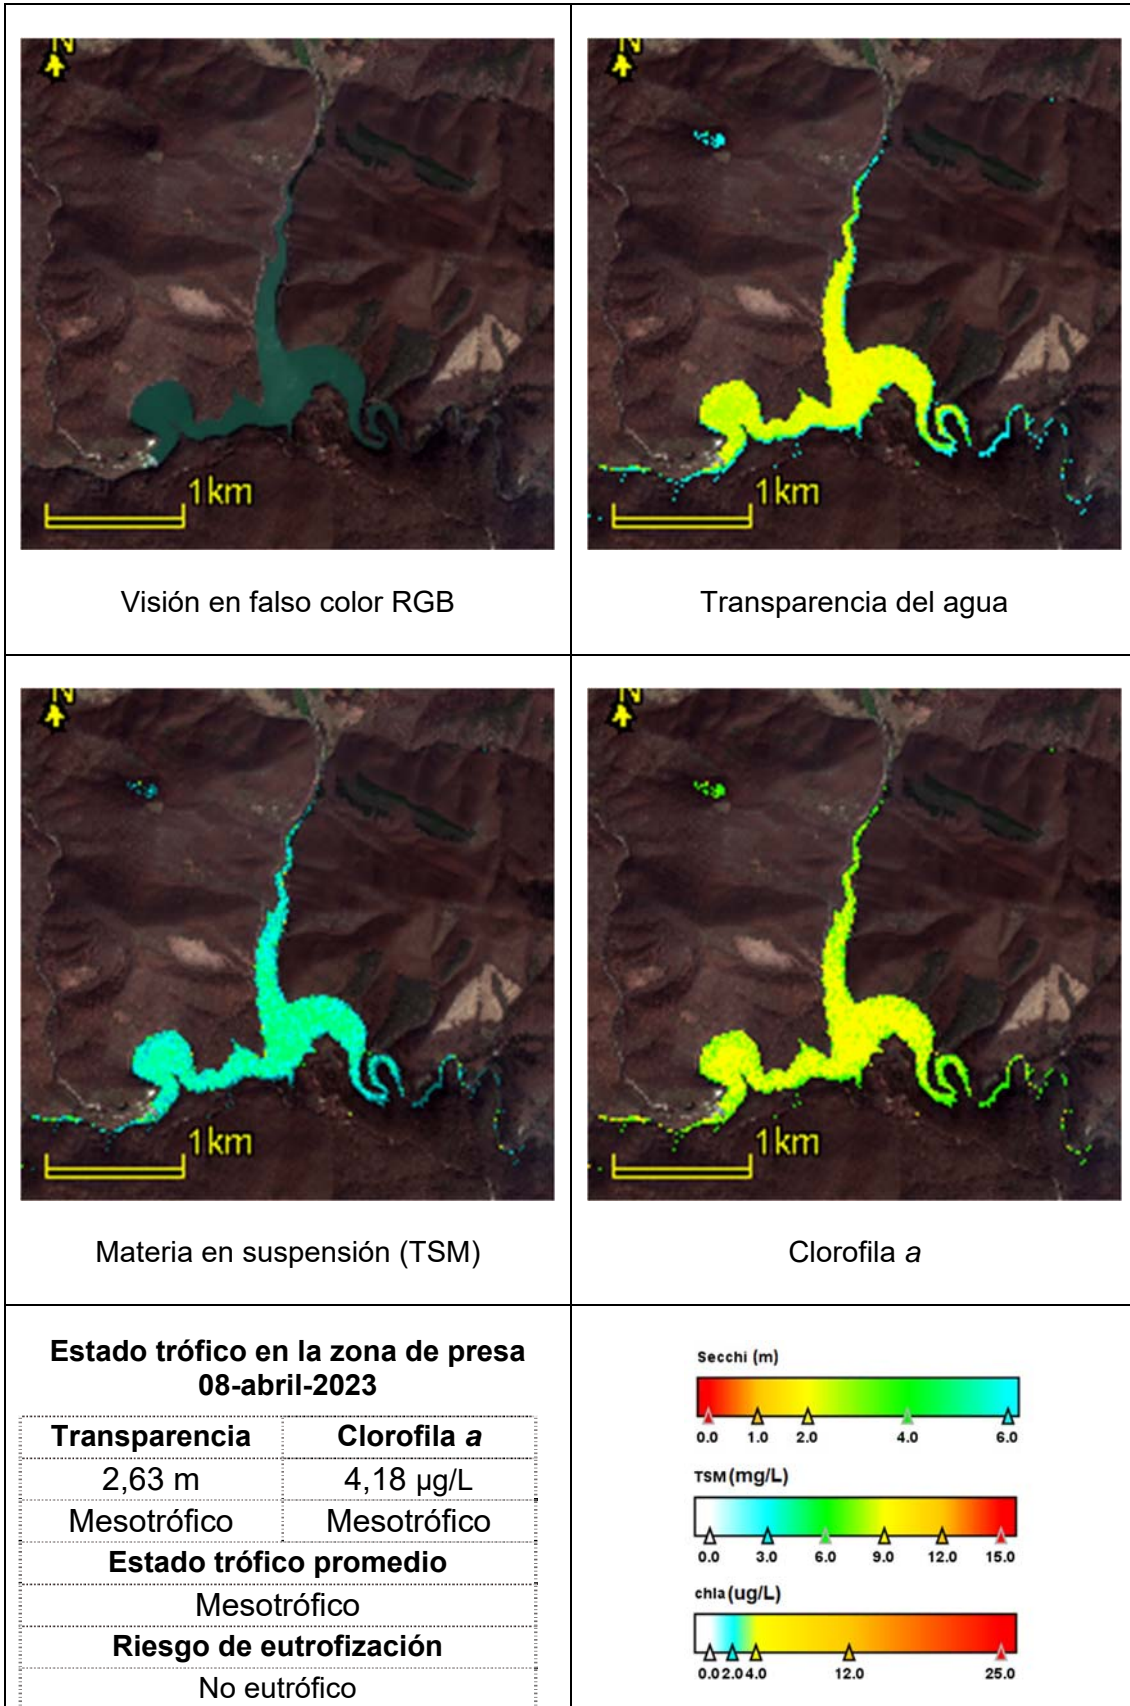 N
1km
N
1km
Visión en falso color RGB
Transparencia del agua
N
1km
N
1km
Materia en suspensión (TSM)
Clorofila a
Estado trófico en la zona de presa
08-abril-2023
Transparencia Clorofila a
2,63 m 4,18 µg/L
Mesotrófico Mesotrófico
Estado trófico promedio
Mesotrófico
Riesgo de eutrofización
No eutrófico
Secchi (m)
0.0 1.0 2.0 4.0 6.0
TSM (mg/L)
0.0 3.0 6.0 9.0 12.0 15.0
chla (ug/L)
0.0 2.0 4.0 12.0 25.0